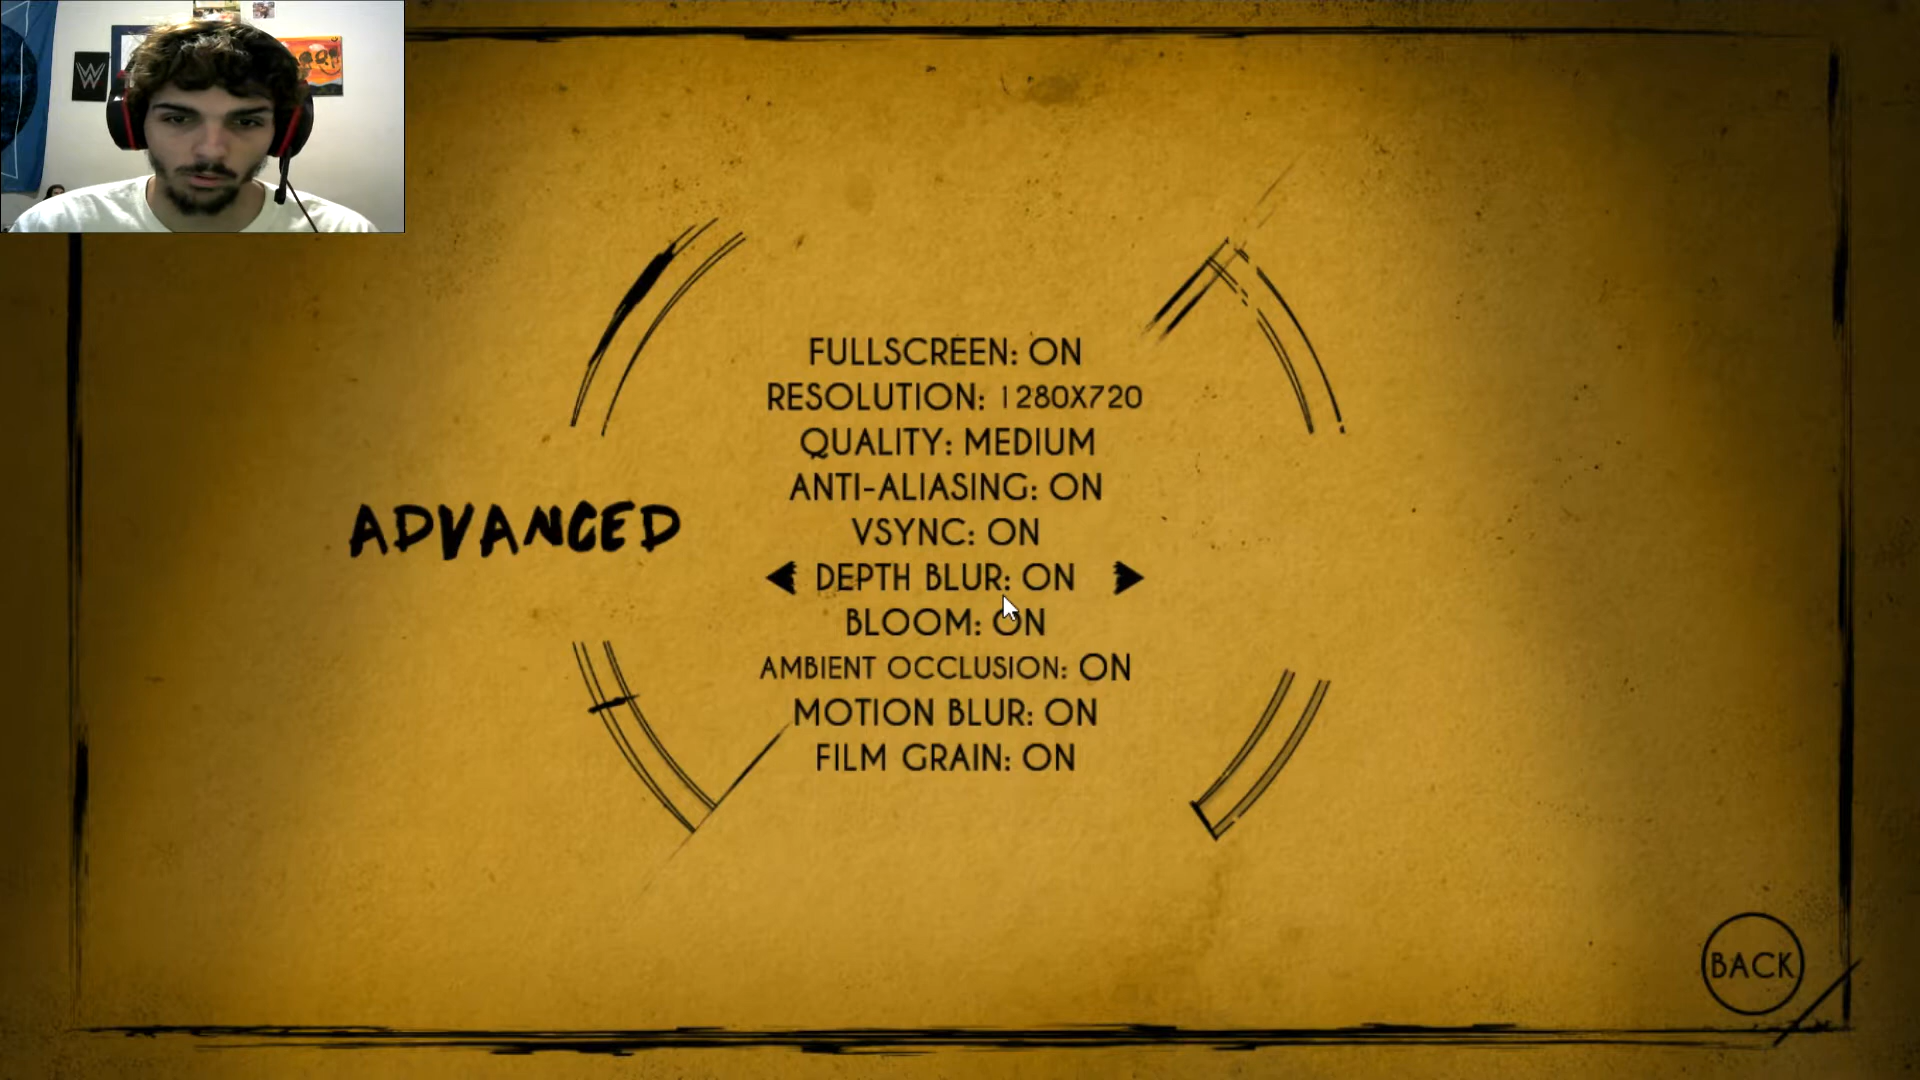 W
FULLSCREEN: ON
RESOLUTION: 1280X720
QUALITY: MEDIUM
ANTI-ALIASING: ON
VSYNC: ON
ADVANCED
DEPTH BLUR: ON
BLOOM: ON
AMBIENT OCCLUSION: ON
MOTION BLUR: ON
FILM GRAIN: ON
BACK